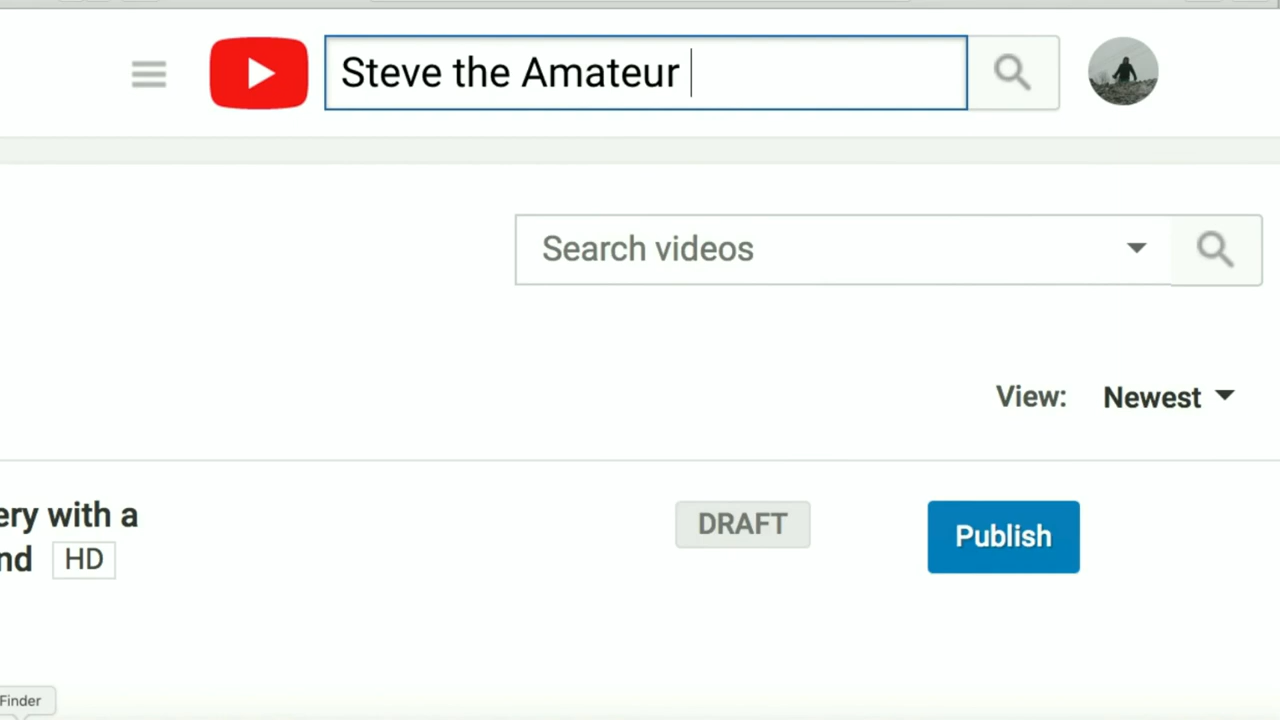 Steve the Amateur
Search videos
View: Newest
ery with a
DRAFT
Publish
nd HD
Finder